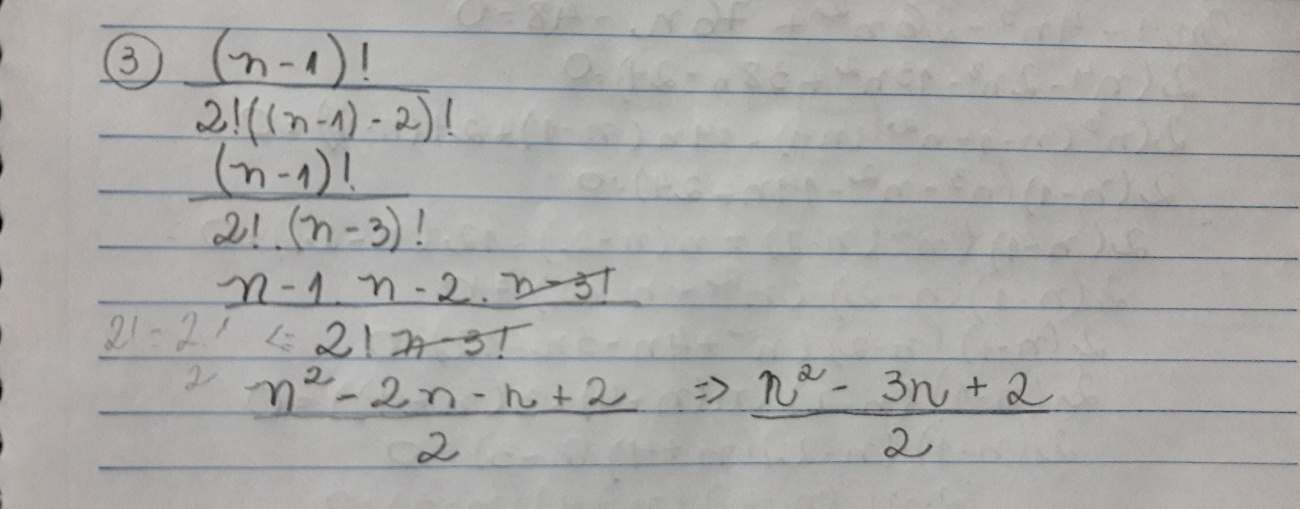 ③ (n-1)!
2!((n-1)-2)!
(n-1)!
2!.(n-3)!
n-1. n-2. n-3!
2!=2.! <= 2! n-3!
2
n²-2n-n+2 => n²-3n+2
2 2